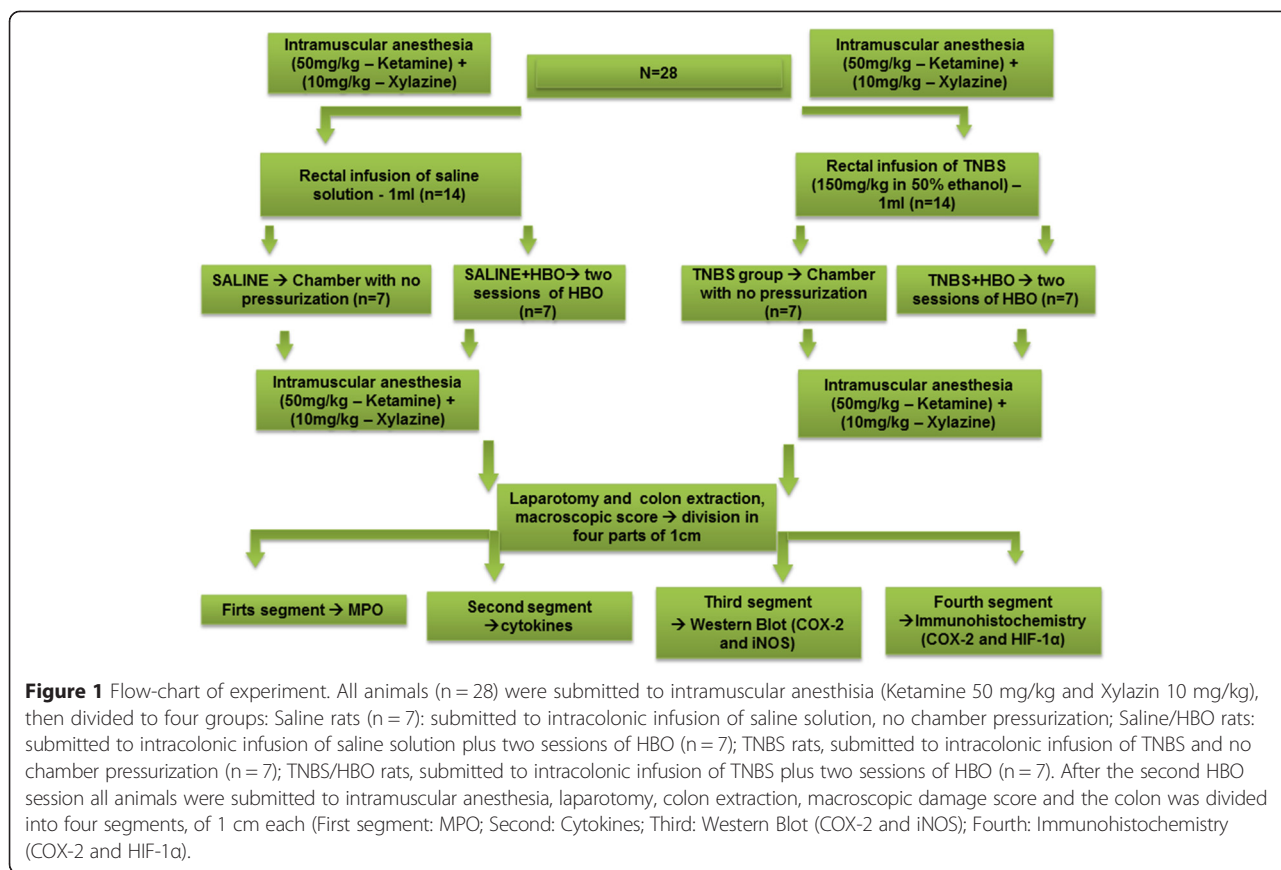 Intramuscular anesthesia
(50mg/kg – Ketamine) +
(10mg/kg – Xylazine)
N=28
Intramuscular anesthesia
(50mg/kg – Ketamine) +
(10mg/kg – Xylazine)
Rectal infusion of saline
solution - 1ml (n=14)
Rectal infusion of TNBS
(150mg/kg in 50% ethanol) –
1ml (n=14)
SALINE → Chamber with no
pressurization (n=7)
SALINE+HBO→ two
sessions of HBO
(n=7)
TNBS group → Chamber
with no pressurization
(n=7)
TNBS+HBO → two
sessions of HBO (n=7)
Intramuscular anesthesia
(50mg/kg – Ketamine) +
(10mg/kg – Xylazine)
Intramuscular anesthesia
(50mg/kg – Ketamine) +
(10mg/kg – Xylazine)
Laparotomy and colon extraction,
macroscopic score → division in
four parts of 1cm
Firts segment → MPO
Second segment
→cytokines
Third segment
→ Western Blot (COX-2
and iNOS)
Fourth segment
→Immunohistochemistry
(COX-2 and HIF-1α)
Figure 1 Flow-chart of experiment. All animals (n = 28) were submitted to intramuscular anesthisia (Ketamine 50 mg/kg and Xylazin 10 mg/kg),
then divided to four groups: Saline rats (n = 7): submitted to intracolonic infusion of saline solution, no chamber pressurization; Saline/HBO rats:
submitted to intracolonic infusion of saline solution plus two sessions of HBO (n = 7); TNBS rats, submitted to intracolonic infusion of TNBS and no
chamber pressurization (n = 7); TNBS/HBO rats, submitted to intracolonic infusion of TNBS plus two sessions of HBO (n = 7). After the second HBO
session all animals were submitted to intramuscular anesthesia, laparotomy, colon extraction, macroscopic damage score and the colon was divided
into four segments, of 1 cm each (First segment: MPO; Second: Cytokines; Third: Western Blot (COX-2 and iNOS); Fourth: Immunohistochemistry
(COX-2 and HIF-1α).